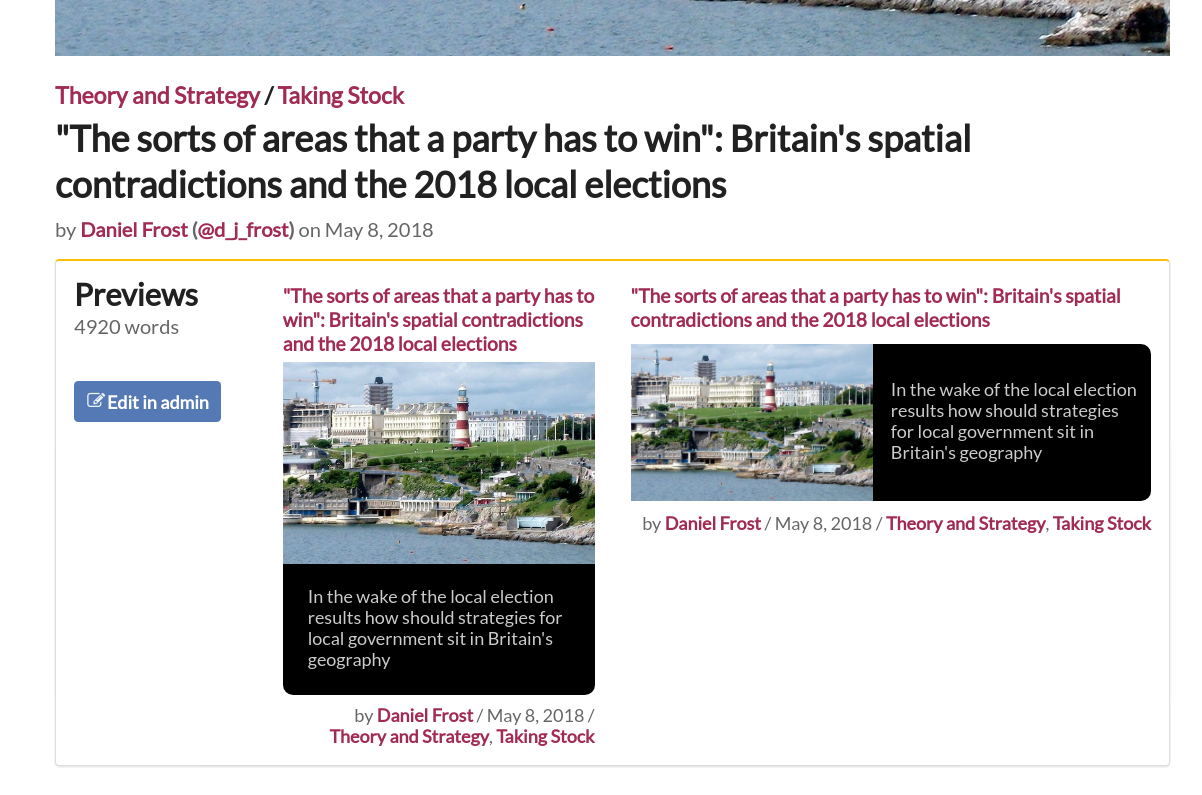 Theory and Strategy / Taking Stock
"The sorts of areas that a party has to win": Britain's spatial
contradictions and the 2018 local elections
by Daniel Frost (@d_j_frost) on May 8, 2018
Previews
4920 words
Edit in admin
"The sorts of areas that a party has to
win": Britain's spatial contradictions
and the 2018 local elections
In the wake of the local election
results how should strategies for
local government sit in Britain's
geography
by Daniel Frost / May 8, 2018 /
Theory and Strategy, Taking Stock
"The sorts of areas that a party has to win": Britain's spatial
contradictions and the 2018 local elections
In the wake of the local election
results how should strategies
for local government sit in
Britain's geography
by Daniel Frost / May 8, 2018 / Theory and Strategy, Taking Stock